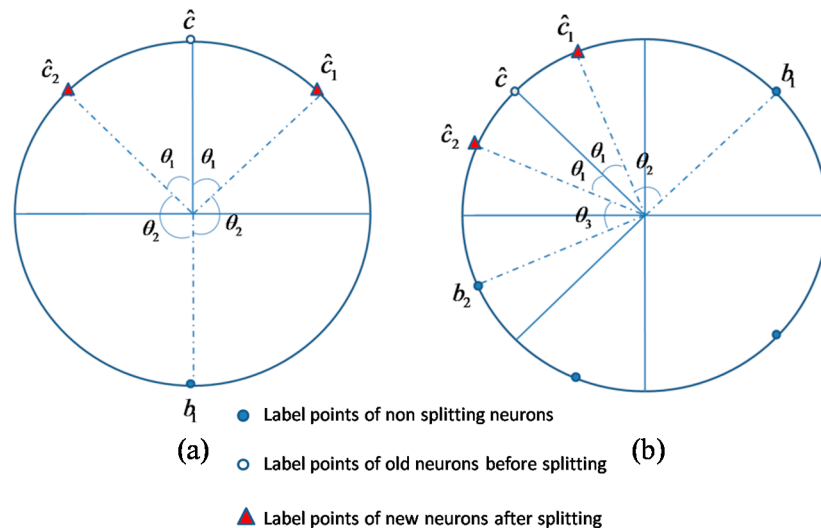 ĉ
ĉ₂
ĉ₁
θ₁ θ₁
θ₂ θ₂
b₁
(a)
ĉ₁
ĉ
b₁
ĉ₂
θ₁
θ₁ θ₂
θ₃
b₂
(b)
Label points of non splitting neurons
Label points of old neurons before splitting
Label points of new neurons after splitting